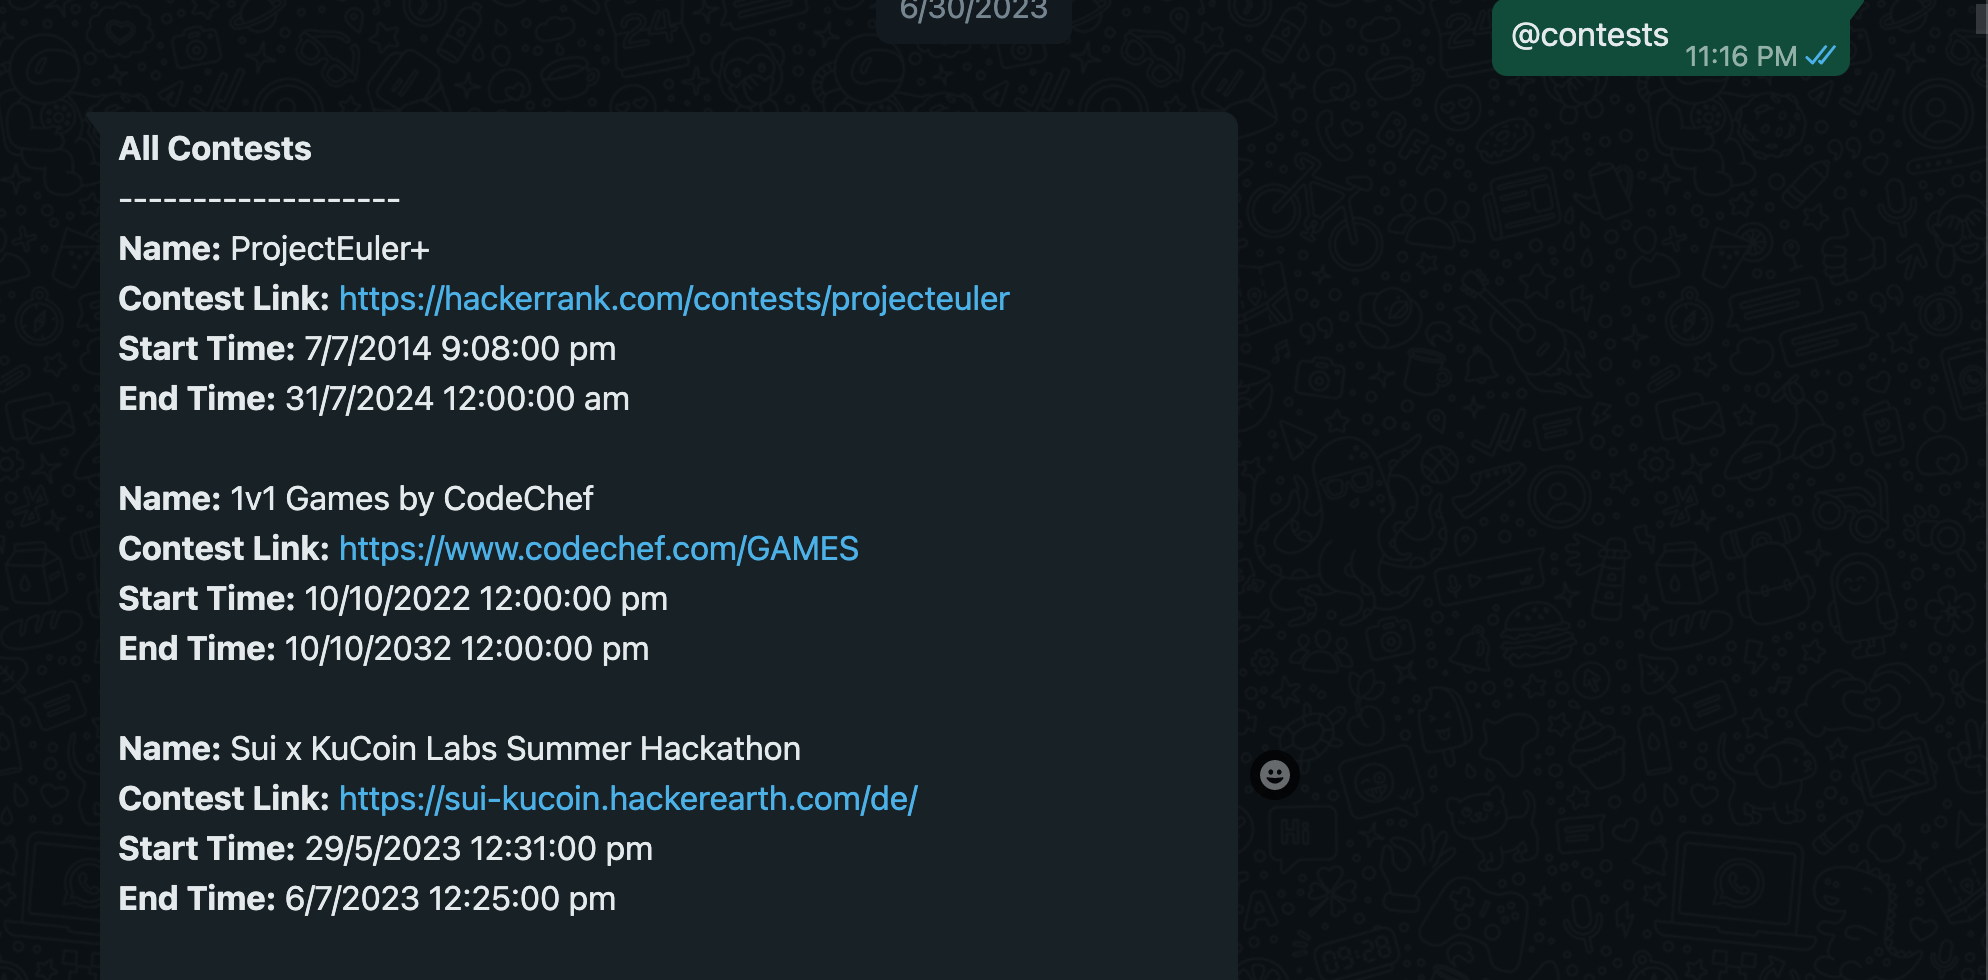 6/30/2023
@contests
11:16 PM
All Contests
-------------------
Name: ProjectEuler+
Contest Link: https://hackerrank.com/contests/projecteuler
Start Time: 7/7/2014 9:08:00 pm
End Time: 31/7/2024 12:00:00 am
Name: 1v1 Games by CodeChef
Contest Link: https://www.codechef.com/GAMES
Start Time: 10/10/2022 12:00:00 pm
End Time: 10/10/2032 12:00:00 pm
Name: Sui x KuCoin Labs Summer Hackathon
Contest Link: https://sui-kucoin.hackerearth.com/de/
Start Time: 29/5/2023 12:31:00 pm
End Time: 6/7/2023 12:25:00 pm